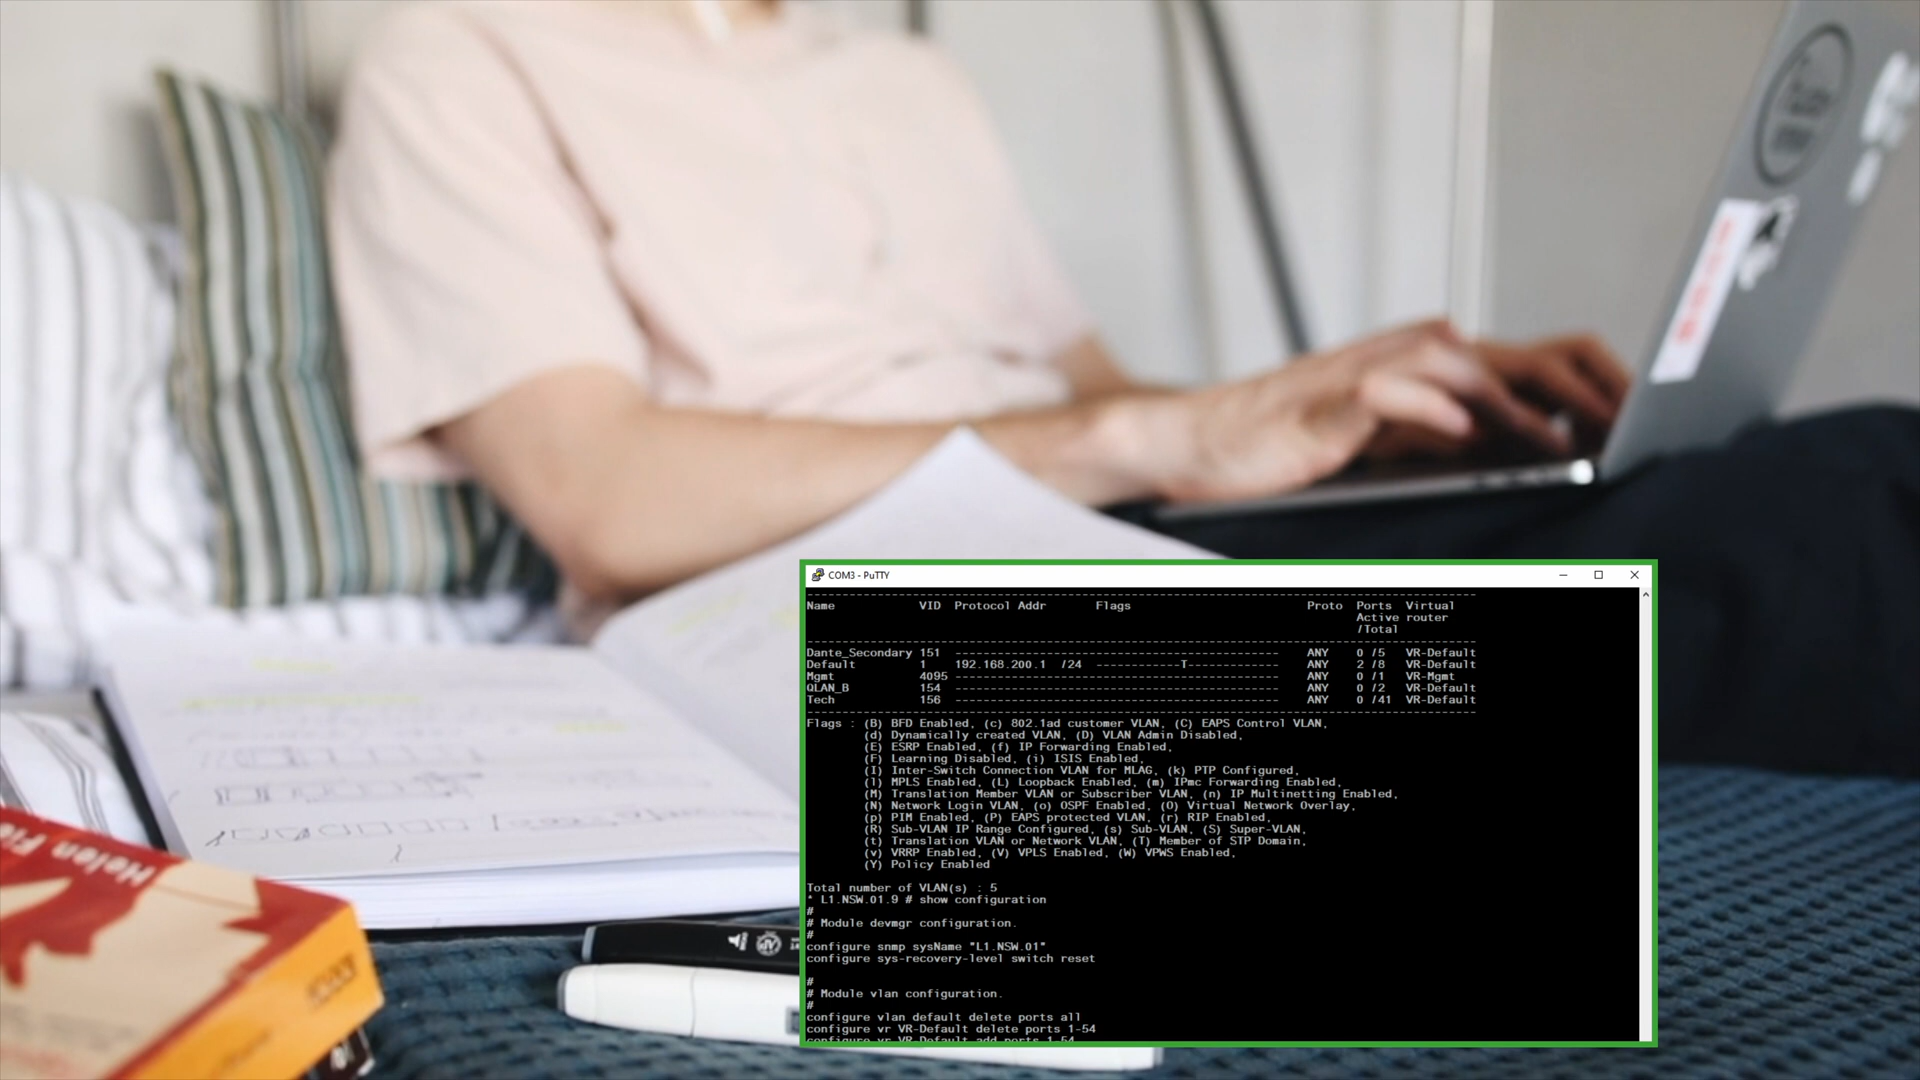 COM3 - PuTTY
--------------------------------------------------------------------------------
Name            VID  Protocol Addr       Flags                          Proto  Ports  Virtual
                                                                               Active router
                                                                               /Total
--------------------------------------------------------------------------------
Dante_Secondary 151  ----------------------------------------------    ANY    0 /5   VR-Default
Default         1    192.168.200.1  /24  ------------T-------------    ANY    2 /8   VR-Default
Mgmt            4095 ----------------------------------------------    ANY    0 /1   VR-Mgmt
QLAN_B          154  ----------------------------------------------    ANY    0 /2   VR-Default
Tech            156  ----------------------------------------------    ANY    0 /41  VR-Default
--------------------------------------------------------------------------------
Flags : (B) BFD Enabled, (c) 802.1ad customer VLAN, (C) EAPS Control VLAN,
(d) Dynamically created VLAN, (D) VLAN Admin Disabled,
(E) ESRP Enabled, (f) IP Forwarding Enabled,
(F) Learning Disabled, (i) ISIS Enabled,
(I) Inter-Switch Connection VLAN for MLAG, (k) PTP Configured,
(l) MPLS Enabled, (L) Loopback Enabled, (m) IPmc Forwarding Enabled,
(M) Translation Member VLAN or Subscriber VLAN, (n) IP Multinetting Enabled,
(N) Network Login VLAN, (o) OSPF Enabled, (O) Virtual Network Overlay,
(p) PIM Enabled, (P) EAPS protected VLAN, (r) RIP Enabled,
(R) Sub-VLAN IP Range Configured, (s) Sub-VLAN, (S) Super-VLAN,
(t) Translation VLAN or Network VLAN, (T) Member of STP Domain,
(v) VRRP Enabled, (V) VPLS Enabled, (W) VPWS Enabled,
(Y) Policy Enabled
Total number of VLAN(s) : 5
* L1.NSW.01.9 # show configuration
#
# Module devmgr configuration.
#
configure snmp sysName "L1.NSW.01"
configure sys-recovery-level switch reset
#
# Module vlan configuration.
#
configure vlan default delete ports all
configure vr VR-Default delete ports 1-54
configure vr VR-Default add ports 1-54
Helen Fie